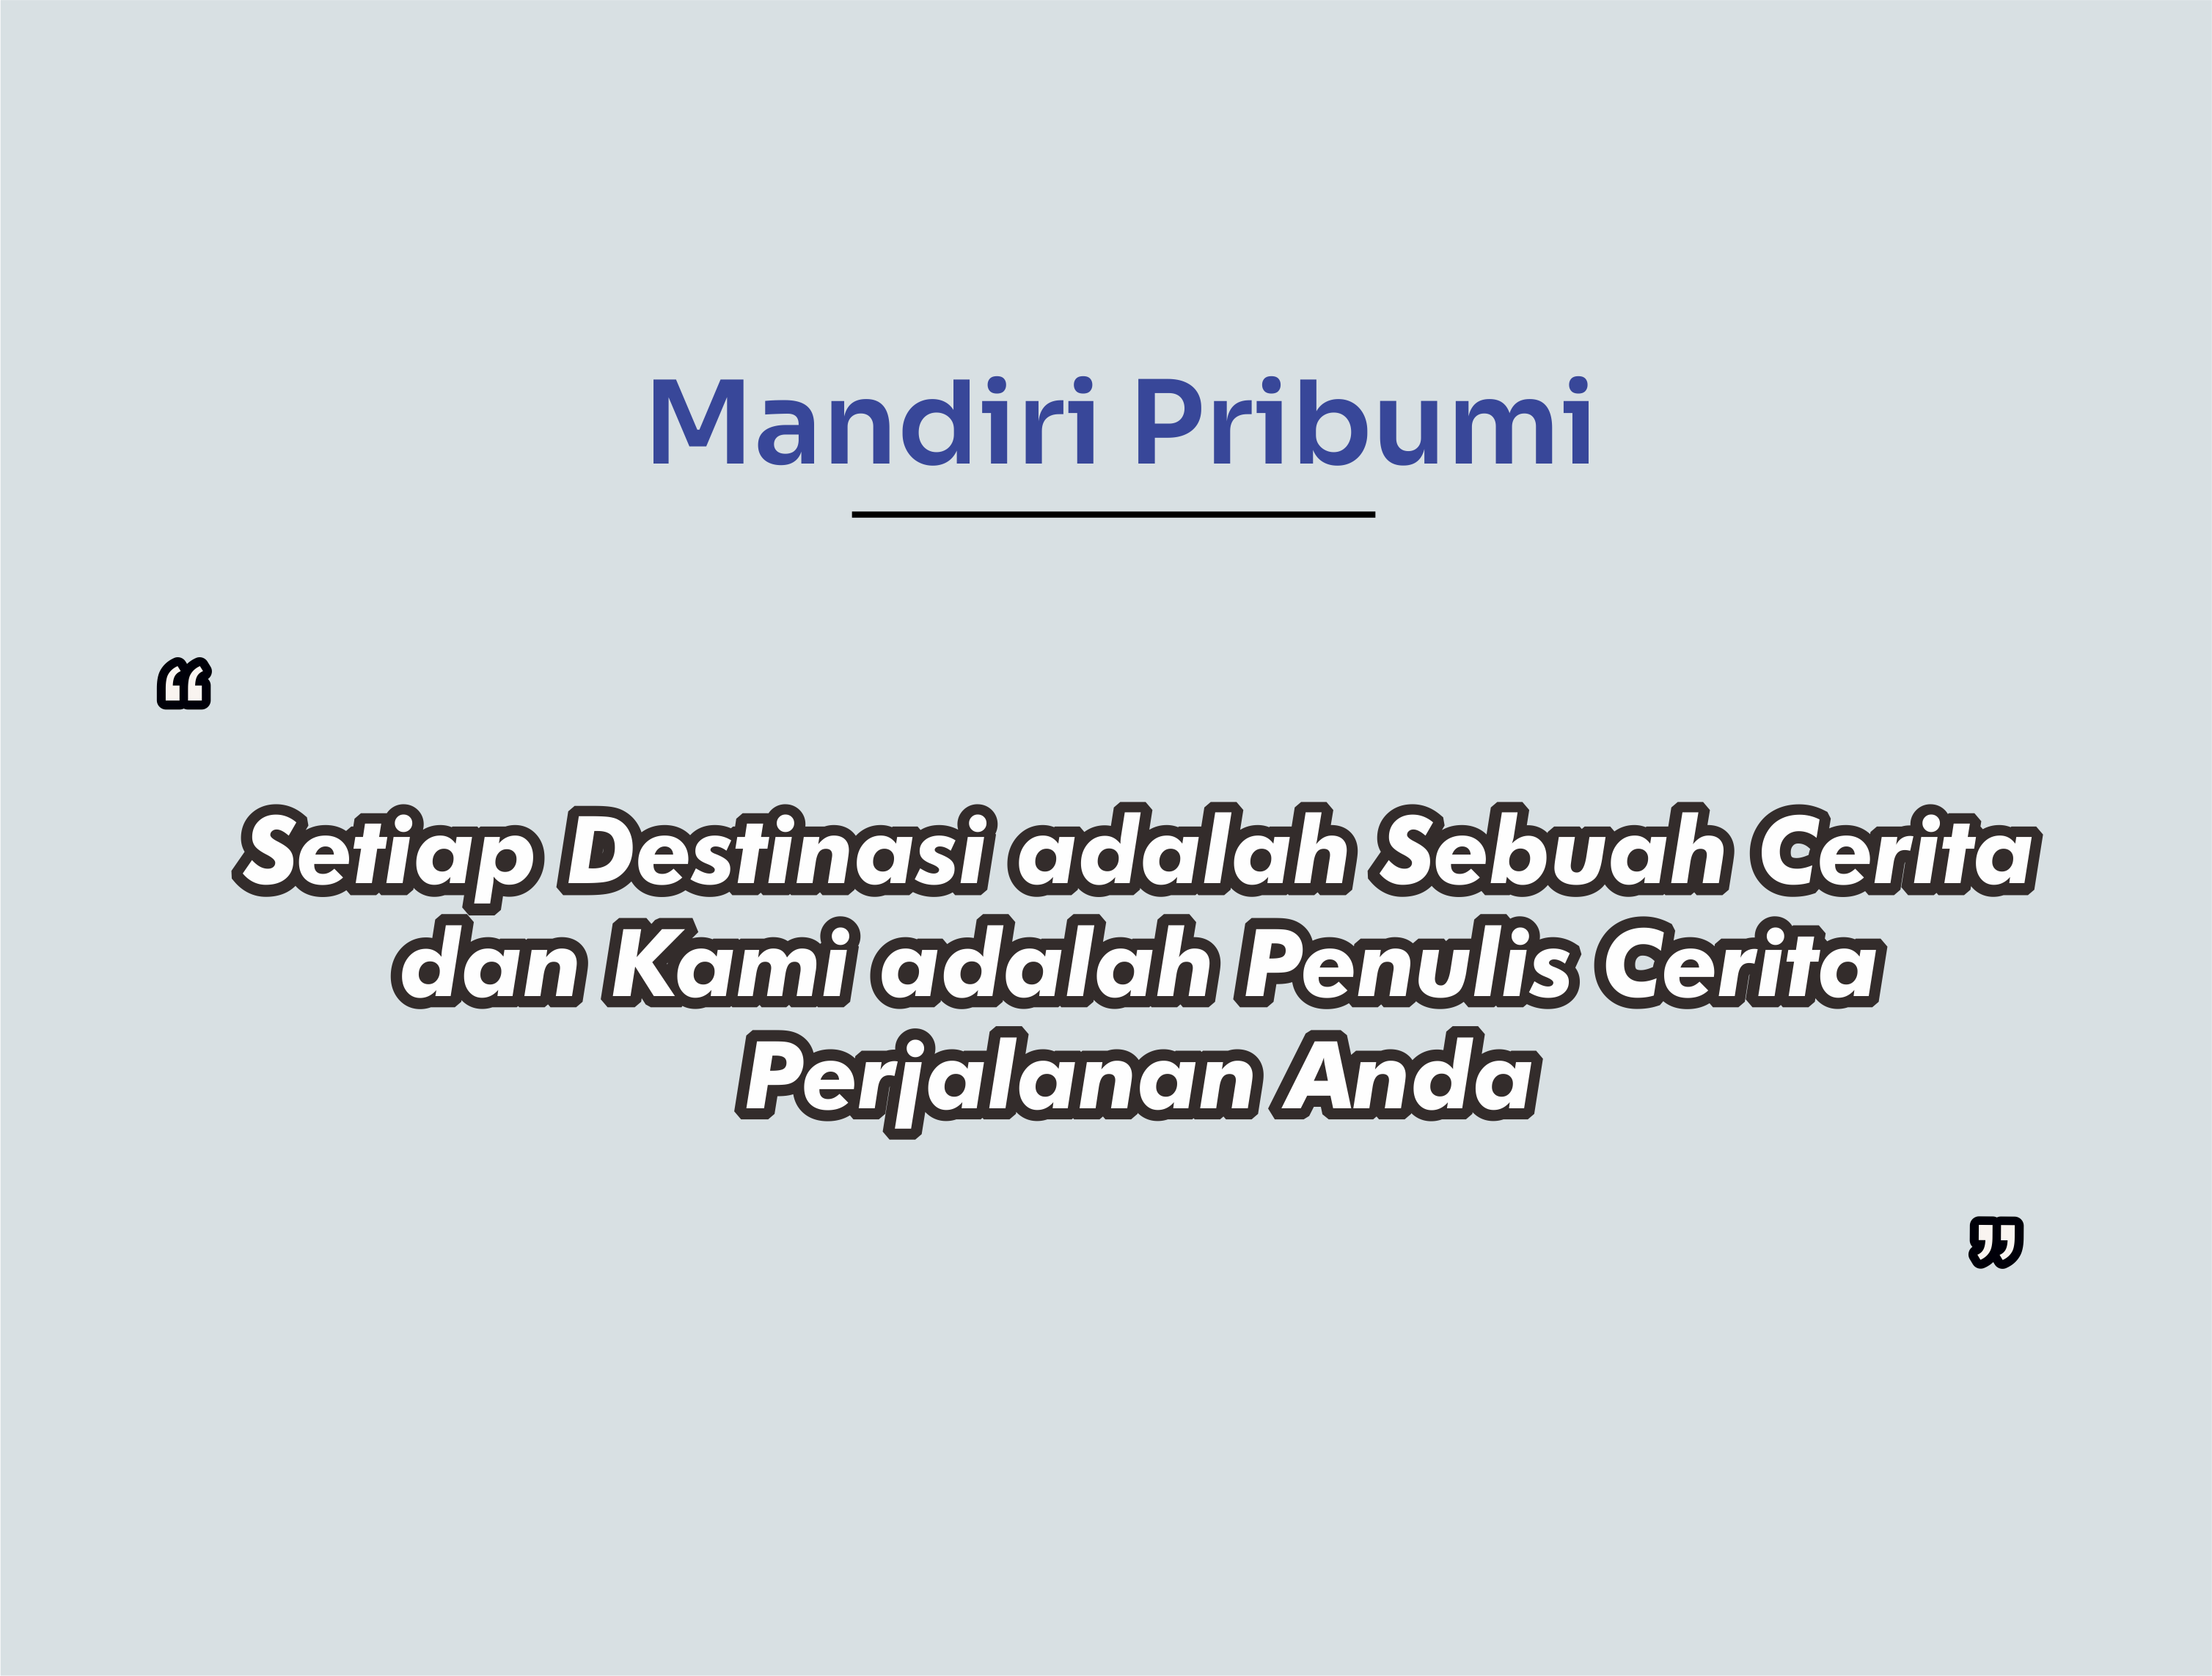 Mandiri Pribumi
“
Setiap Destinasi adalah Sebuah Cerita
dan Kami adalah Penulis Cerita
Perjalanan Anda
”